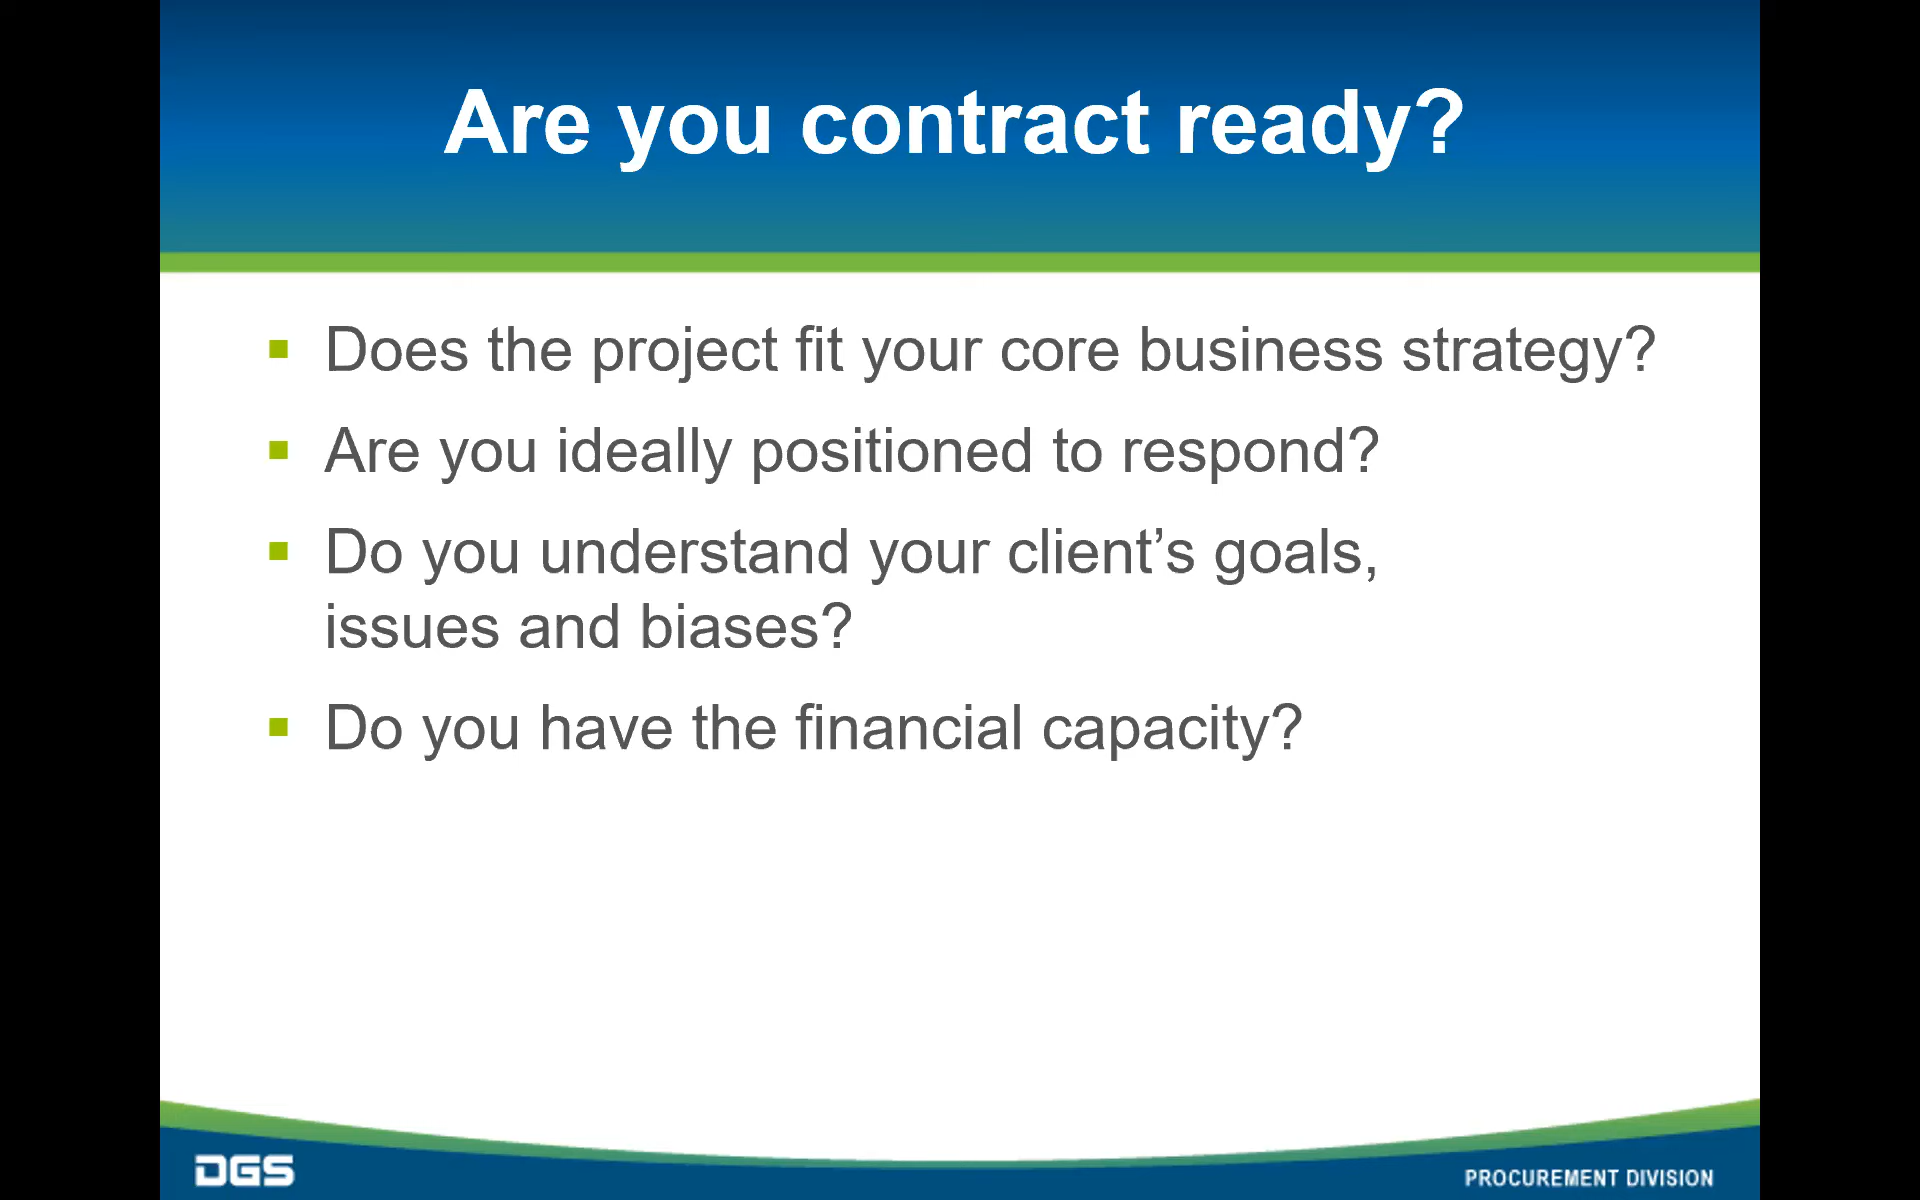 Are you contract ready?
Does the project fit your core business strategy?
Are you ideally positioned to respond?
Do you understand your client’s goals,
issues and biases?
Do you have the financial capacity?
DGS
PROCUREMENT DIVISION